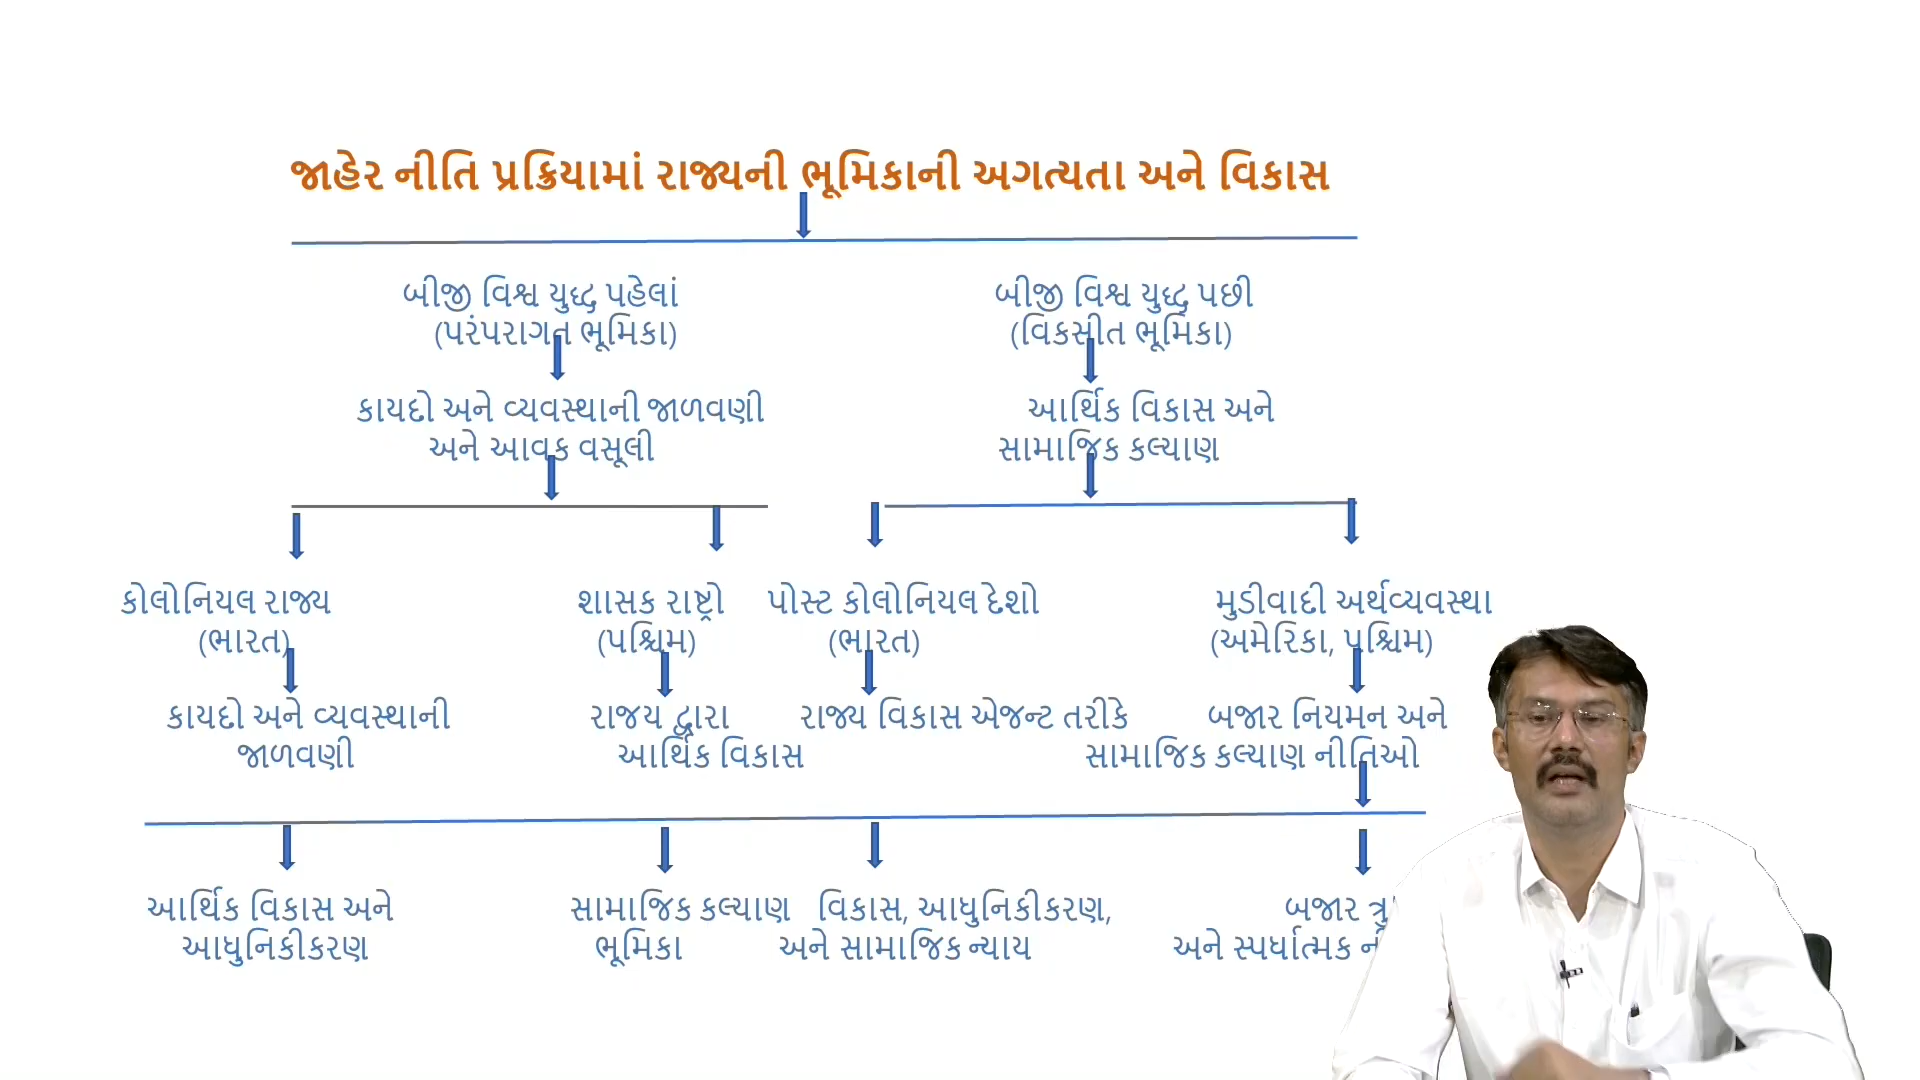 જાહેર નીતિ પ્રક્રિયામાં રાજ્યની ભૂમિકાની અગત્યતા અને વિકાસ
બીજી વિશ્વ યુદ્ધ પહેલાં
(પરંપરાગત ભૂમિકા)
બીજી વિશ્વ યુદ્ધ પછી
(વિકસીત ભૂમિકા)
કાયદો અને વ્યવસ્થાની જાળવણી
અને આવક વસૂલી
આર્થિક વિકાસ અને
સામાજિક કલ્યાણ
કોલોનિયલ રાજ્ય
(ભારત)
શાસક રાષ્ટ્રો
(પશ્ચિમ)
પોસ્ટ કોલોનિયલ દેશો
(ભારત)
મુડીવાદી અર્થવ્યવસ્થા
(અમેરિકા, પશ્ચિમ)
કાયદો અને વ્યવસ્થાની
જાળવણી
રાજય દ્વારા
આર્થિક વિકાસ
રાજ્ય વિકાસ એજન્ટ તરીકે
બજાર નિયમન અને
સામાજિક કલ્યાણ નીતિઓ
આર્થિક વિકાસ અને
આધુનિકીકરણ
સામાજિક કલ્યાણ
ભૂમિકા
વિકાસ, આધુનિકીકરણ,
અને સામાજિક ન્યાય
બજાર
અને સ્પર્ધાત્મક